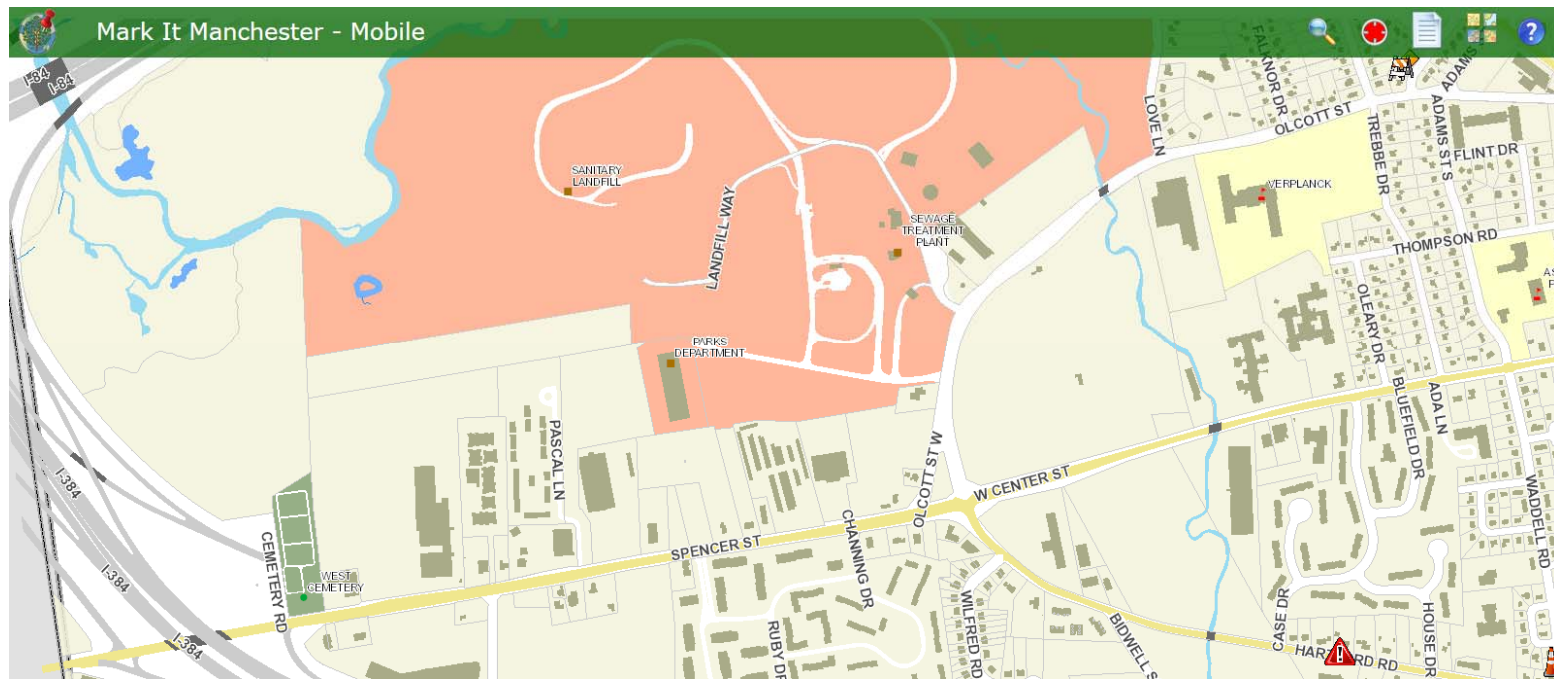 Mark It Manchester - Mobile
?
I-84
I-84
FALKNOR DR
ADAMS
LOVE LN
OLCOTT ST
TREBBE DR
ADAMS ST S
FLINT DR
SANITARY
LANDFILL
LANDFILL WAY
SEWAGE
TREATMENT
PLANT
VERPLANCK
THOMPSON RD
OLEARY DR
PARKS
DEPARTMENT
BLUEFIELD DR
ADA LN
PASCAL LN
OLCOTT ST W
W CENTER ST
WADDELL RD
I-384
CEMETERY RD
SPENCER ST
CHANNING DR
WEST
CEMETERY
I-384
I-384
RUBY DR
WILFRED RD
BIDWELL S
CASE DR
HOUSE DR
RD RD